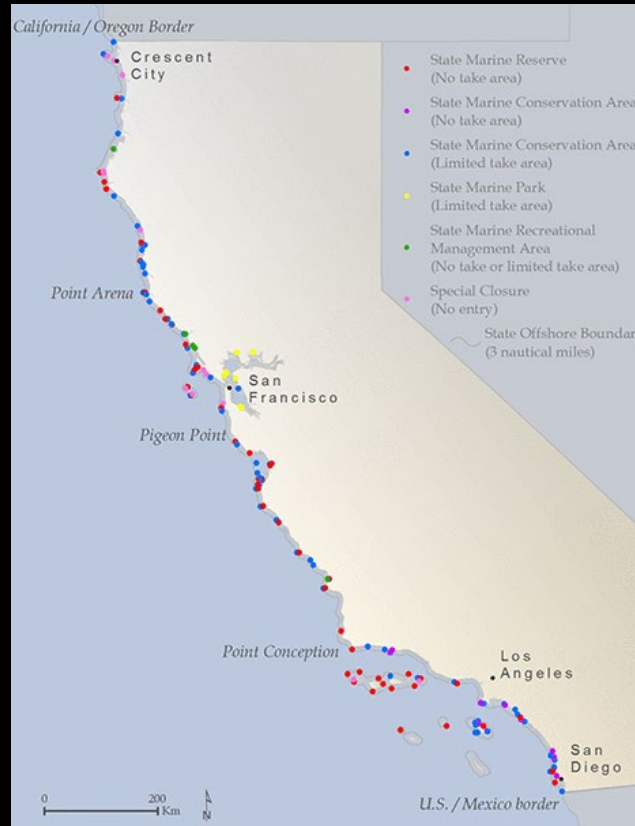 California / Oregon Border
Crescent
City
State Marine Reserve
(No take area)
State Marine Conservation Area
(No take area)
State Marine Conservation Area
(Limited take area)
State Marine Park
(Limited take area)
State Marine Recreational
Management Area
(No take or limited take area)
Special Closure
(No entry)
State Offshore Boundar
(3 nautical miles)
Point Arena
San
Francisco
Pigeon Point
Point Conception
Los
Angeles
San
Diego
U.S. / Mexico border
0 200
Km
N